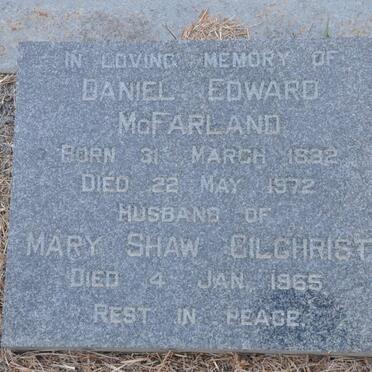 IN LOVING MEMORY OF
DANIEL EDWARD
MCFARLAND
BORN 31 MARCH 1892
DIED 22 MAY 1972
HUSBAND OF
MARY SHAW GILCHRIST
DIED 4 JAN. 1965
REST IN PEACE.